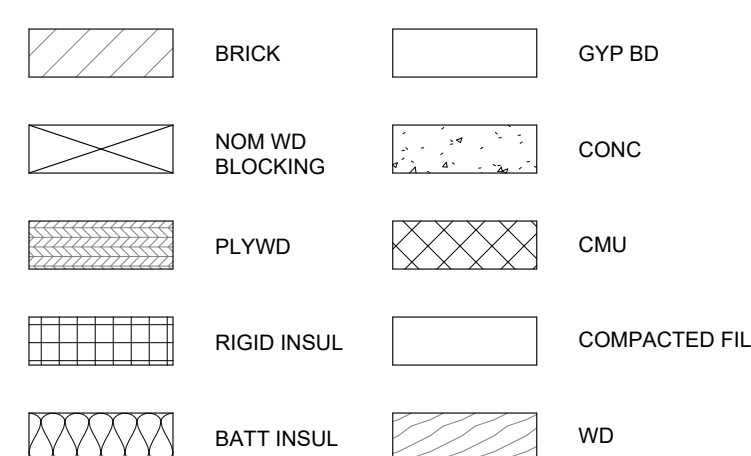 BRICK
GYP BD
NOM WD
BLOCKING
CONC
PLYWD
CMU
RIGID INSUL
COMPACTED FIL
BATT INSUL
WD